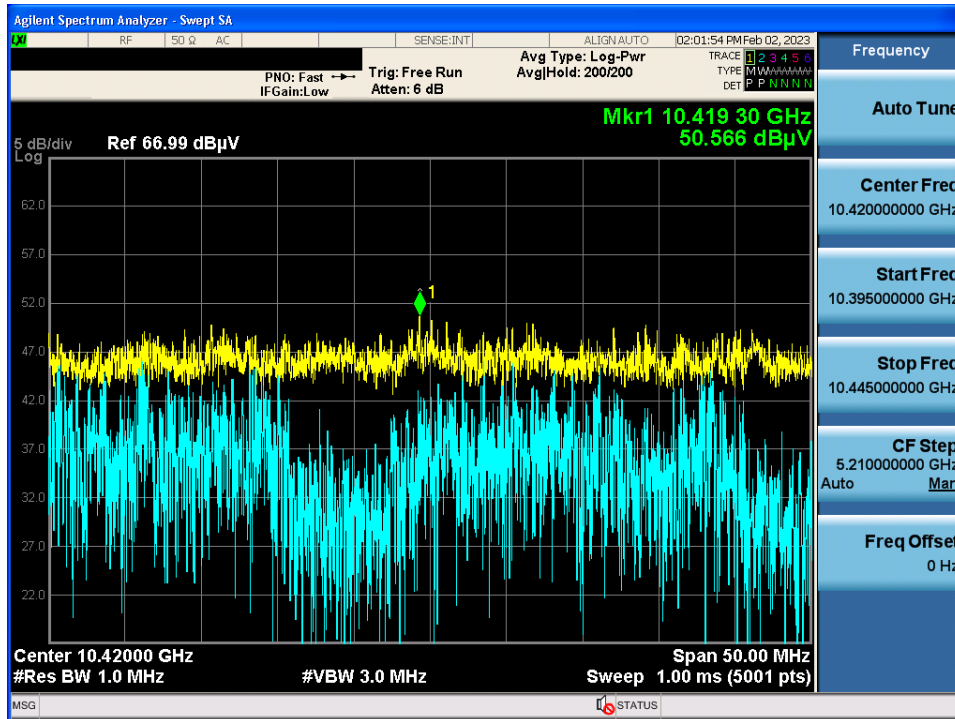 Agilent Spectrum Analyzer - Swept SA
LXI RF 50 Ω AC SENSE:INT ALIGN AUTO 02:01:54 PM Feb 02, 2023
PNO: Fast Trig: Free Run Avg Type: Log-Pwr TRACE 1 2 3 4 5 6
IFGain:Low Atten: 6 dB Avg|Hold: 200/200 TYPE M W W W W W
DET P P N N N N
Frequency
Mkr1 10.419 30 GHz
50.566 dBµV
5 dB/div Ref 66.99 dBµV
Log
62.0
57.0
52.0
47.0
42.0
37.0
32.0
27.0
22.0
1
Center 10.42000 GHz Span 50.00 MHz
#Res BW 1.0 MHz #VBW 3.0 MHz Sweep 1.00 ms (5001 pts)
Auto Tune
Center Freq
10.420000000 GHz
Start Freq
10.395000000 GHz
Stop Freq
10.445000000 GHz
CF Step
5.210000000 GHz
Auto Man
Freq Offset
0 Hz
MSG STATUS